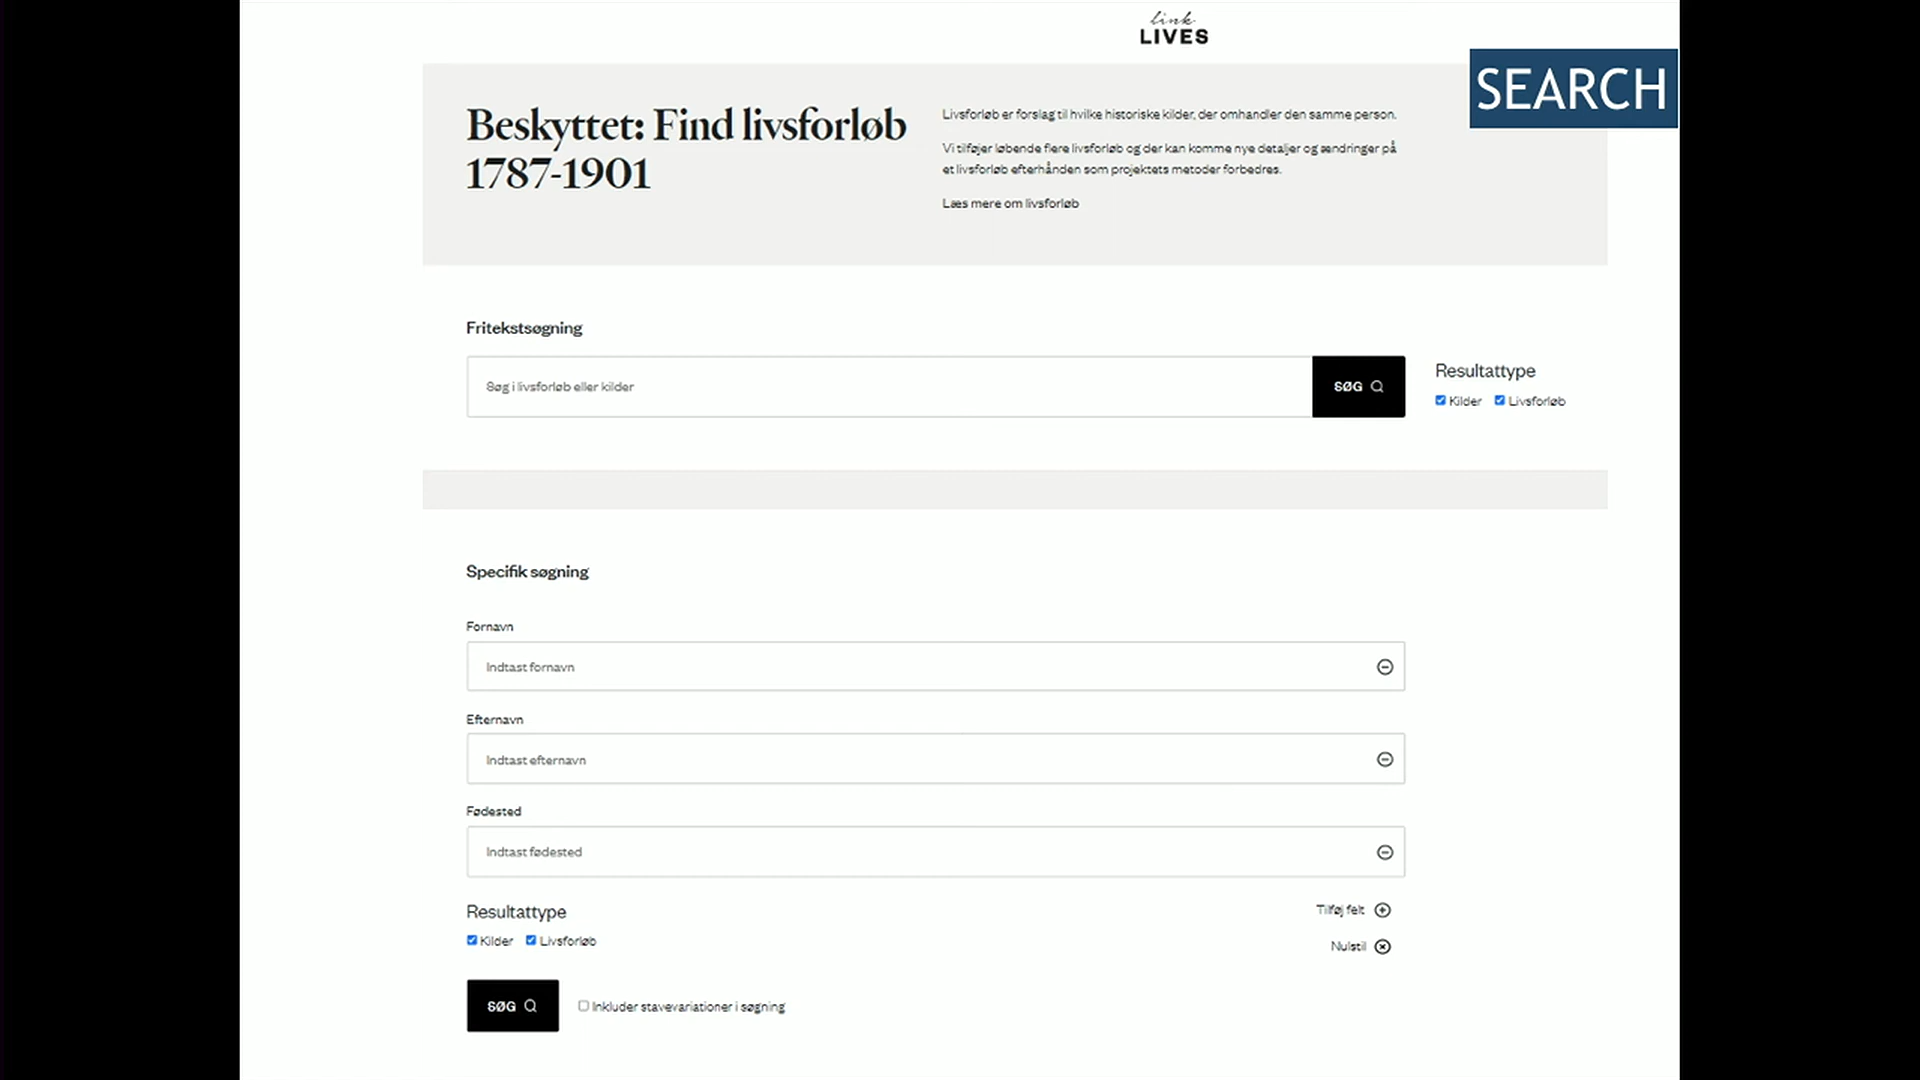 link
LIVES
SEARCH
Beskyttet: Find livsforløb
1787-1901
Livsforløb er forslag til hvilke historiske kilder, der omhandler den samme person.
Vi tilføjer løbende flere livsforløb og der kan komme nye detaljer og ændringer på
et livsforløb efterhånden som projektets metoder forbedres.
Læs mere om livsforløb
Fritekstsøgning
Søg i livsforløb eller kilder
SØG
Resultattype
Kilder Livsforløb
Specifik søgning
Fornavn
Indtast fornavn
Efternavn
Indtast efternavn
Fødested
Indtast fødested
Resultattype
Kilder Livsforløb
Tilføj felt
Nulstil
SØG
Inkluder stavevariationer i søgning